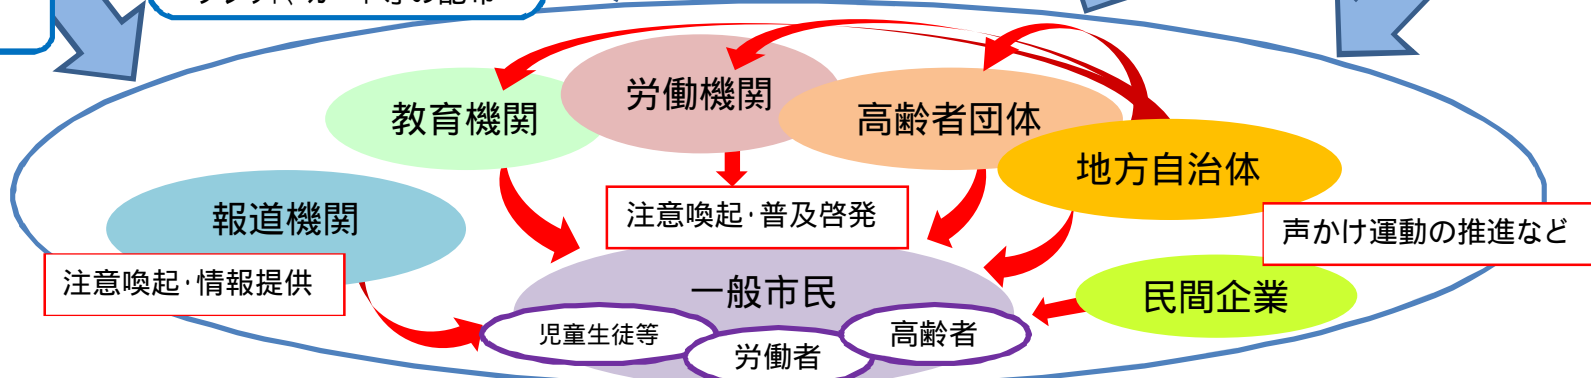 労働機関
教育機関
高齢者団体
地方自治体
報道機関
注意喚起・普及啓発
声かけ運動の推進など
注意喚起・情報提供
一般市民
民間企業
児童生徒等
労働者
高齢者